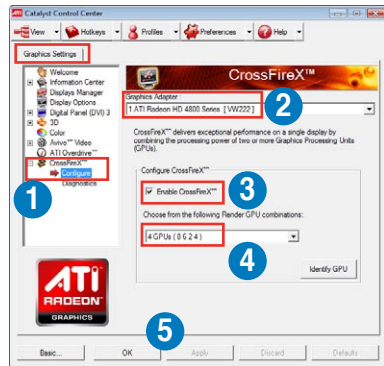 Catalyst Control Center
View
Hotkeys
Profiles
Preferences
Help
Graphics Settings
Welcome
Information Center
Displays Manager
Display Options
Digital Panel (DVI) 3
3D
Color
Avivo™ Video
ATI Overdrive™
CrossFireX™
Configure
Diagnostics
1
CrossFireX™
Graphics Adapter :
1.ATI Radeon HD 4800 Series [ VW222 ]
2
CrossFireX™ delivers exceptional performance on a single display by
combining the processing power of two or more Graphics Processing Units
(GPUs).
Configure CrossFireX™
Enable CrossFireX™
3
Choose from the following Render GPU combinations:
4 GPUs ( 8 6 2 4 )
4
Identify GPU
ATI
RADEON
GRAPHICS
5
Basic...
OK
Apply
Discard
Defaults